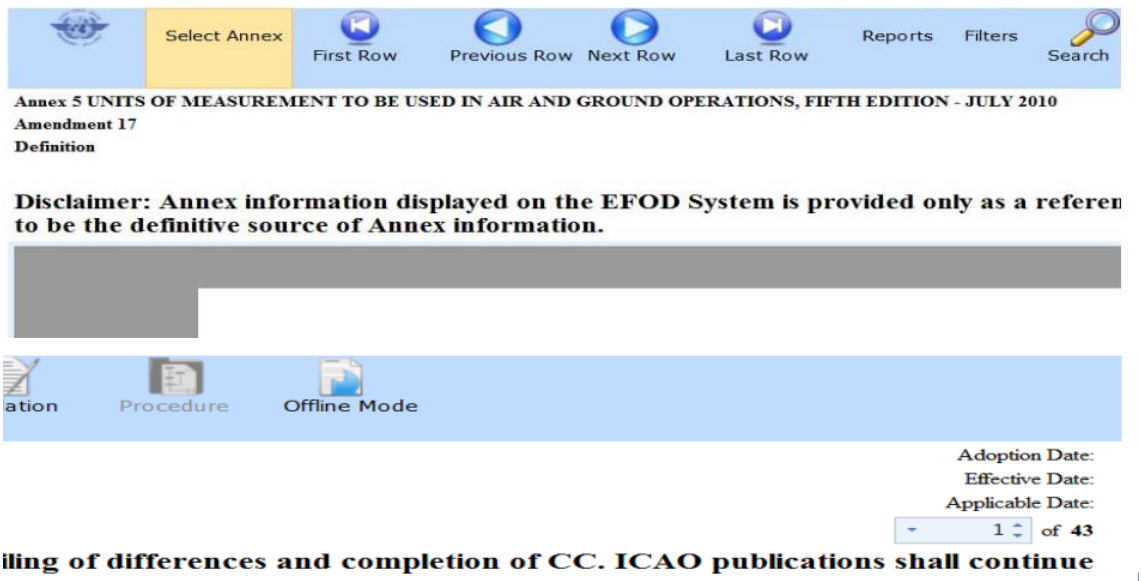 Select Annex First Row Previous Row Next Row Last Row Reports Filters Search
Annex 5 UNITS OF MEASUREMENT TO BE USED IN AIR AND GROUND OPERATIONS, FIFTH EDITION - JULY 2010
Amendment 17
Definition
Disclaimer: Annex information displayed on the EFOD System is provided only as a referen
to be the definitive source of Annex information.
ation Procedure Offline Mode
Adoption Date:
Effective Date:
Applicable Date:
1 of 43
iling of differences and completion of CC. ICAO publications shall continue